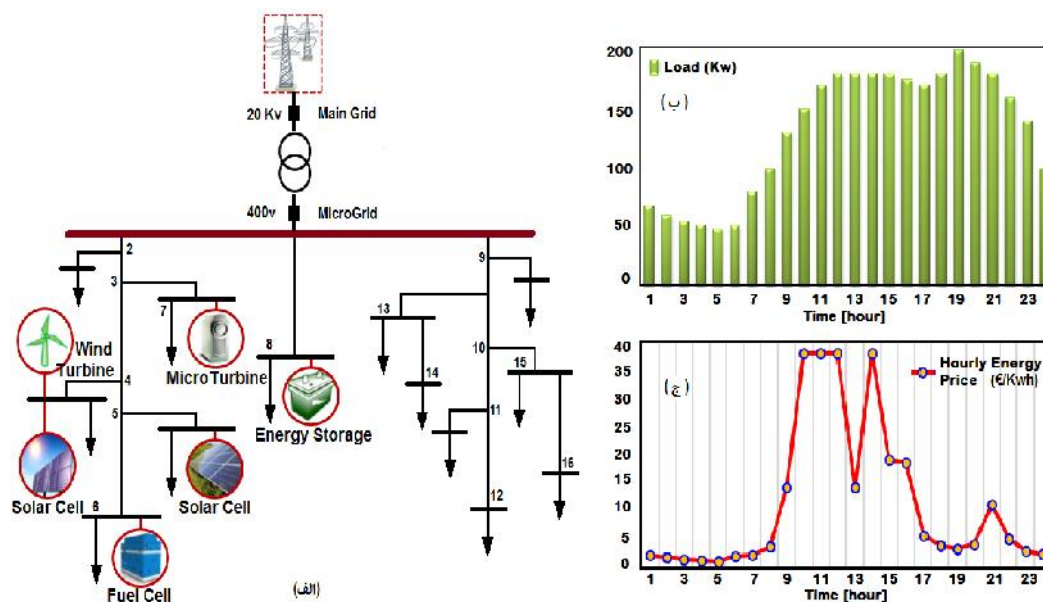 20 Kv
Main Grid
400v
MicroGrid
2
3
7
Wind
Turbine
MicroTurbine
4
5
Solar Cell
Solar Cell
6
Fuel Cell
8
Energy Storage
9
13
10
14
15
11
16
12
(الف)
Load (Kw)
(ب)
200
150
100
50
0
1 3 5 7 9 11 13 15 17 19 21 23
Time [hour]
Hourly Energy
Price (€/Kwh)
(ج)
40
35
30
25
20
15
10
5
0
1 3 5 7 9 11 13 15 17 19 21 23
Time [hour]